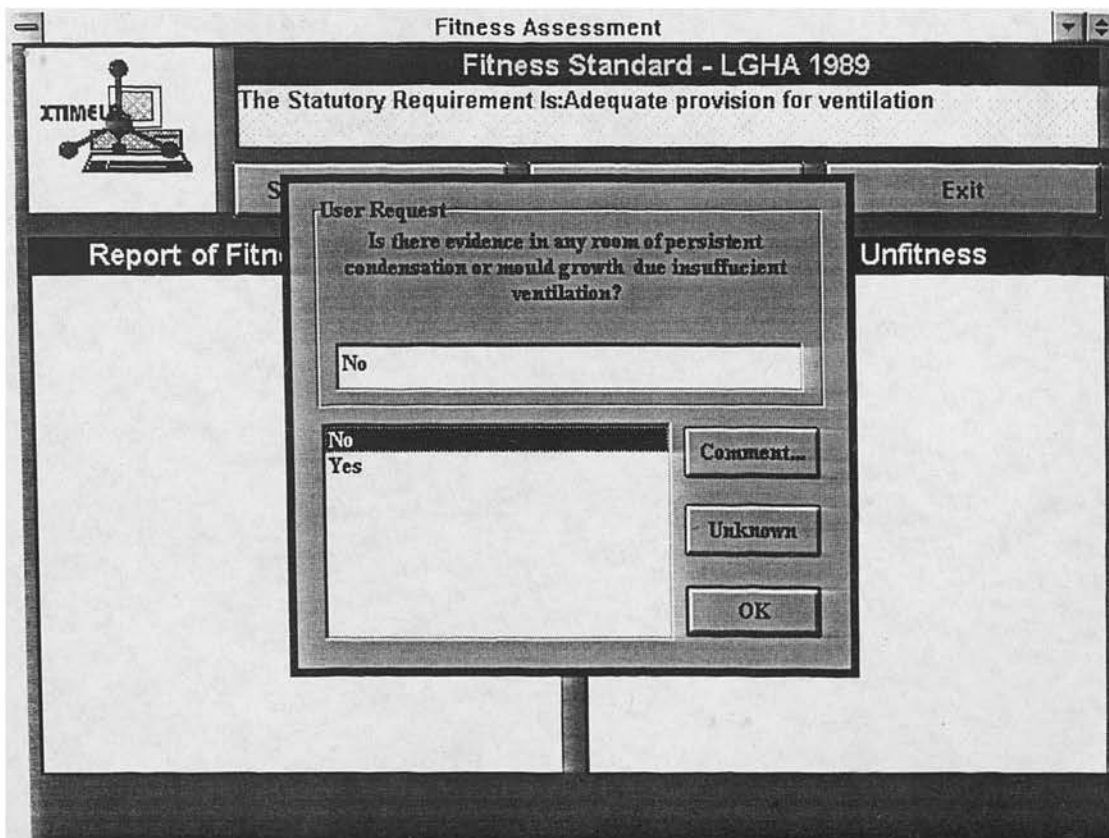 Fitness Assessment
Fitness Standard - LGHA 1989
XTIMEL
The Statutory Requirement Is:Adequate provision for ventilation
Exit
User Request
Is there evidence in any room of persistent
condensation or mould growth due insuffucient
ventilation?
Report of
Unfitness
No
No
Yes
Comment...
Unknown
OK